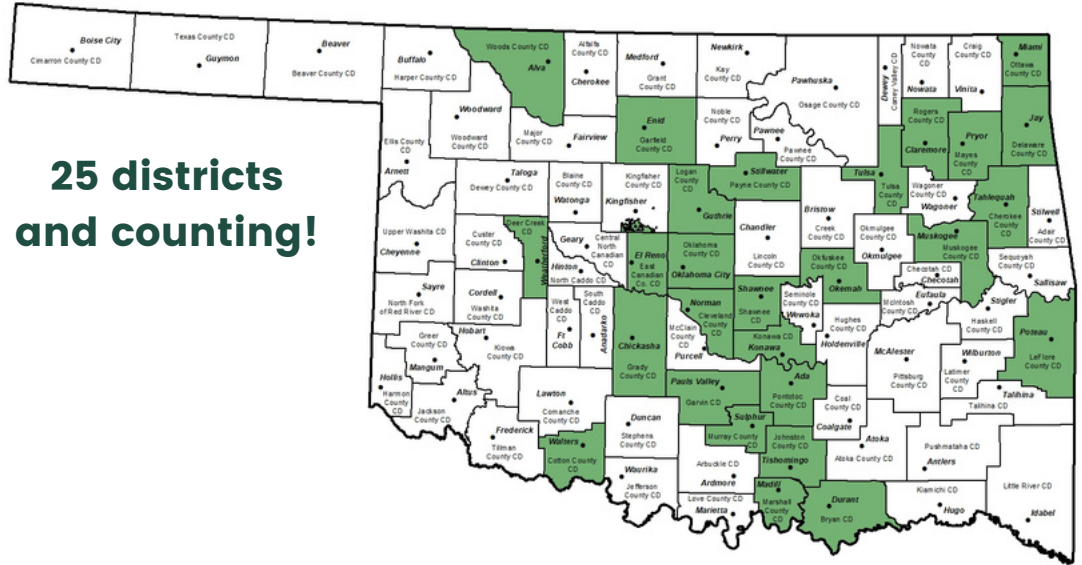 25 districts
and counting!
Boise City
Cimarron County CD
Texas County CD
Guymon
Beaver
Beaver County CD
Buffalo
Harper County CD
Woods County CD
Alva
Alfalfa
County CD
Cherokee
Medford
Grant
County CD
Newkirk
Kay
County CD
Pawhuska
Osage County CD
Dewey
Caney Valley CD
Nowata
County CD
Nowata
Craig
County CD
Vinita
Miami
Ottawa
County CD
Woodward
Woodward
County CD
Major
County CD
Fairview
Enid
Garfield
County CD
Noble
County CD
Perry
Pawnee
Pawnee
County CD
Rogers
County CD
Claremore
Pryor
Mayes
County CD
Jay
Delaware
County CD
Ellis County
CD
Arnett
Taloga
Dewey County CD
Blaine
County CD
Watonga
Kingfisher
County CD
Kingfisher
Logan
County CD
Guthrie
Stillwater
Payne County CD
Tulsa
Tulsa
County
CD
Wagoner
County CD
Wagoner
Tahlequah
Cherokee
County CD
Stilwell
Adair
County CD
Upper Washita CD
Cheyenne
Custer
County CD
Clinton
Deer Creek
CD
Weatherford
Geary
Central
North
Canadian
CD
Hinton
North Caddo CD
El Reno
East
Canadian
Co. CD
Oklahoma
County CD
Oklahoma City
Chandler
Lincoln
County CD
Bristow
Creek
County CD
Okmulgee
County CD
Okmulgee
Muskogee
Muskogee
County CD
Checotah CD
Checotah
Sequoyah
County CD
Sallisaw
Sayre
North Fork
of Red River CD
Cordell
Washita
County CD
West
Caddo
CD
Ft
Cobb
South
Caddo
CD
Anadarko
Chickasha
Grady
County CD
Norman
Cleveland
County
CD
McClain
County
CD
Purcell
Shawnee
Shawnee
CD
Konawa CD
Konawa
Seminole
County CD
Wewoka
Okfuskee
County CD
Okemah
Hughes
County CD
Holdenville
McIntosh
County CD
Eufaula
Stigler
Haskell
County CD
Poteau
LeFlore
County CD
Greer
County CD
Mangum
Hobart
Kiowa
County CD
Hollis
Harmon
County
CD
Altus
Jackson
County CD
Lawton
Comanche
County CD
Duncan
Stephens
County CD
Pauls Valley
Garvin CD
Ada
Pontotoc
County CD
McAlester
Pittsburg
County CD
Wilburton
Latimer
County
CD
Talihina
Talihina CD
Frederick
Tillman
County CD
Walters
Cotton County
CD
Waurika
Jefferson
County CD
Sulphur
Murray County
CD
Arbuckle CD
Ardmore
Love County CD
Marietta
Johnston
County CD
Tishomingo
Madill
Marshall
County
CD
Coal
County CD
Coalgate
Atoka
Atoka County CD
Pushmataha CD
Antlers
Durant
Bryan CD
Kiamichi CD
Hugo
Little River CD
Idabel